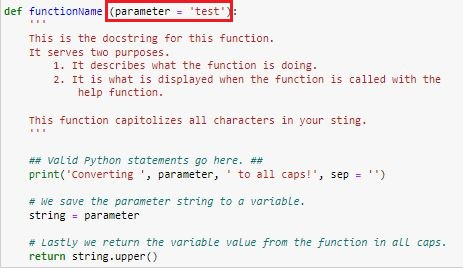 def functionName (parameter = 'test'):
'''
This is the docstring for this function.
It serves two purposes.
1. It describes what the function is doing.
2. It is what is displayed when the function is called with the
help function.
This function capitolizes all characters in your sting.
'''
## Valid Python statements go here. ##
print('Converting ', parameter, ' to all caps!', sep = '')
# We save the parameter string to a variable.
string = parameter
# Lastly we return the variable value from the function in all caps.
return string.upper()